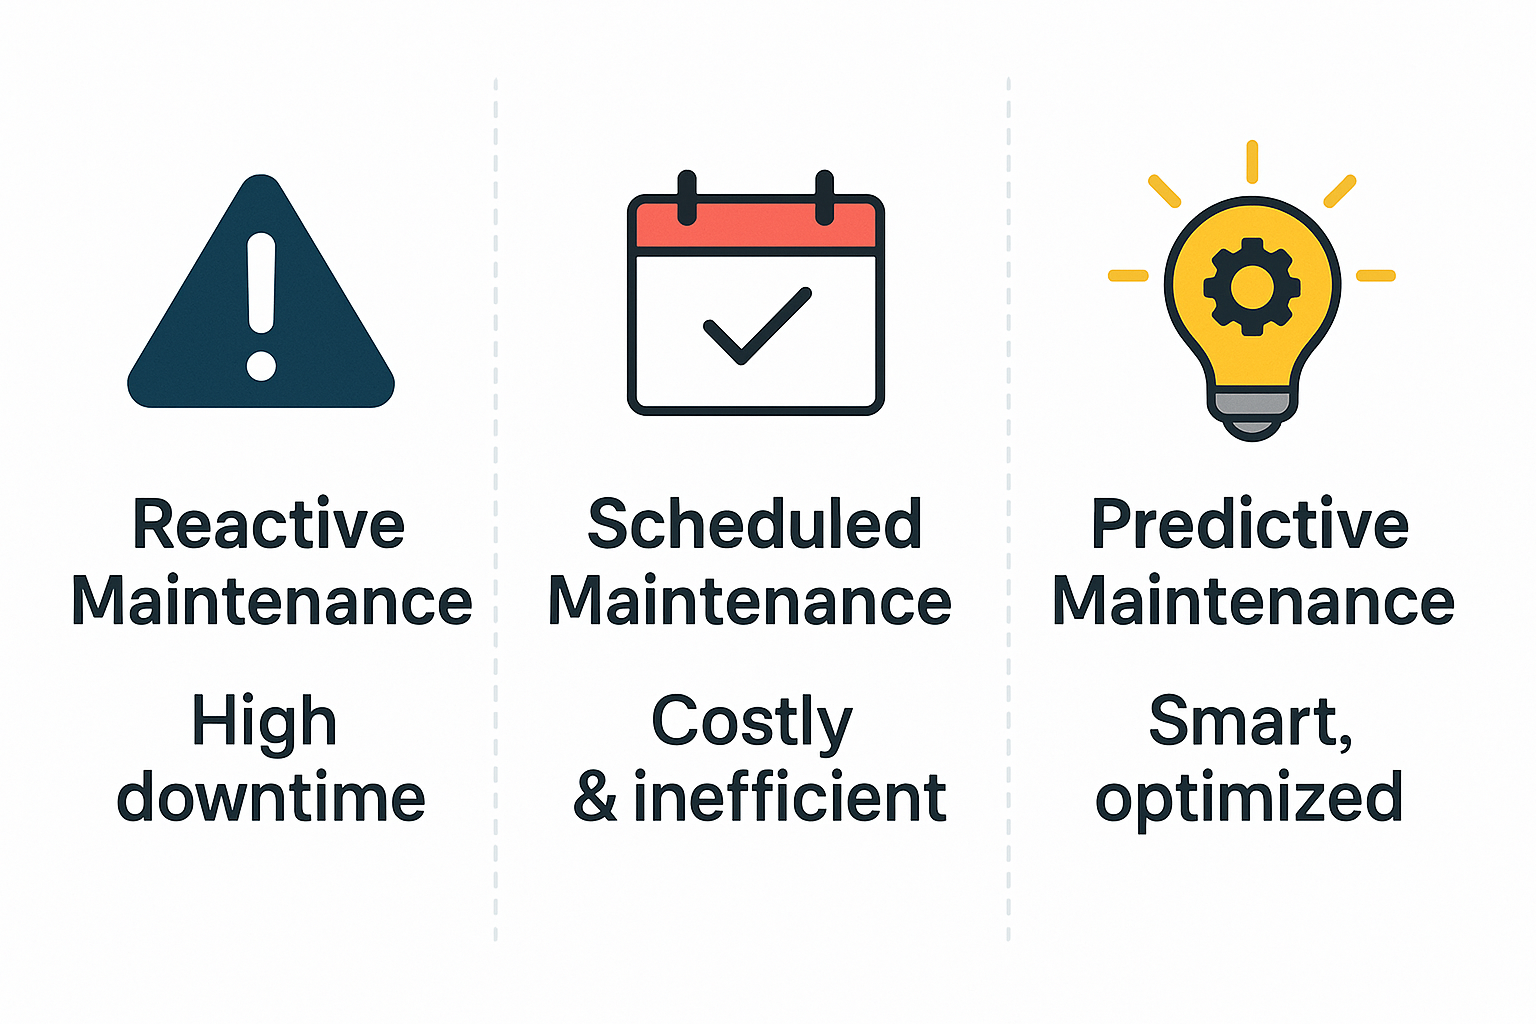 Reactive
Maintenance
High
downtime
Scheduled
Maintenance
Costly
& inefficient
Predictive
Maintenance
Smart,
optimized